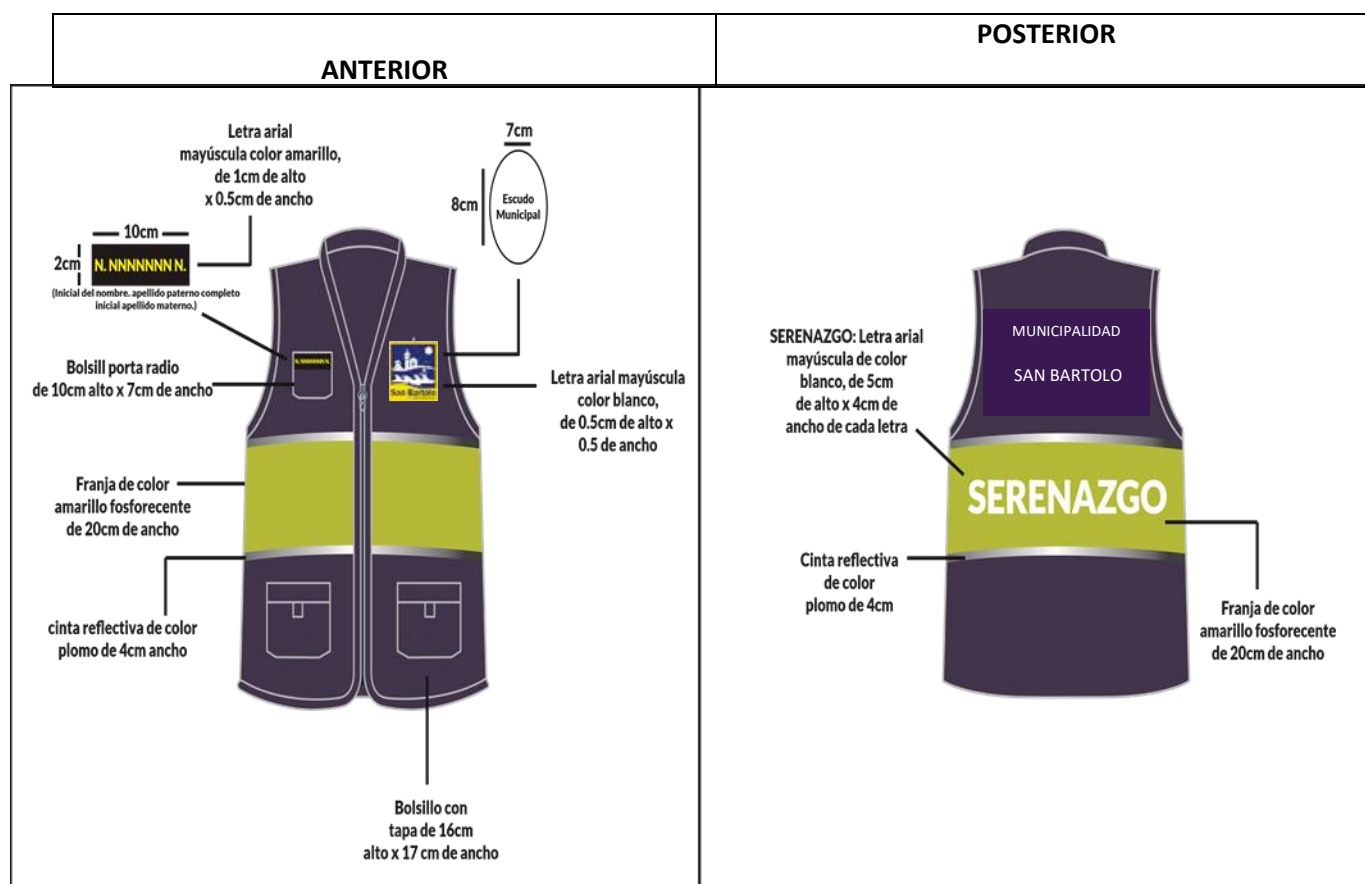 ANTERIOR
POSTERIOR
Letra arial
mayúscula color amarillo,
de 1cm de alto
x 0.5cm de ancho
10cm
2cm
N. NNNNNNN N.
(Inicial del nombre. apellido paterno completo
inicial apellido materno.)
7cm
8cm
Escudo
Municipal
N. NNNNNNN N.
San Bartolo
Bolsill porta radio
de 10cm alto x 7cm de ancho
Letra arial mayúscula
color blanco,
de 0.5cm de alto x
0.5 de ancho
Franja de color
amarillo fosforecente
de 20cm de ancho
cinta reflectiva de color
plomo de 4cm ancho
Bolsillo con
tapa de 16cm
alto x 17 cm de ancho
SERENAZGO: Letra arial
mayúscula de color
blanco, de 5cm
de alto x 4cm de
ancho de cada letra
MUNICIPALIDAD
SAN BARTOLO
SERENAZGO
Cinta reflectiva
de color
plomo de 4cm
Franja de color
amarillo fosforecente
de 20cm de ancho